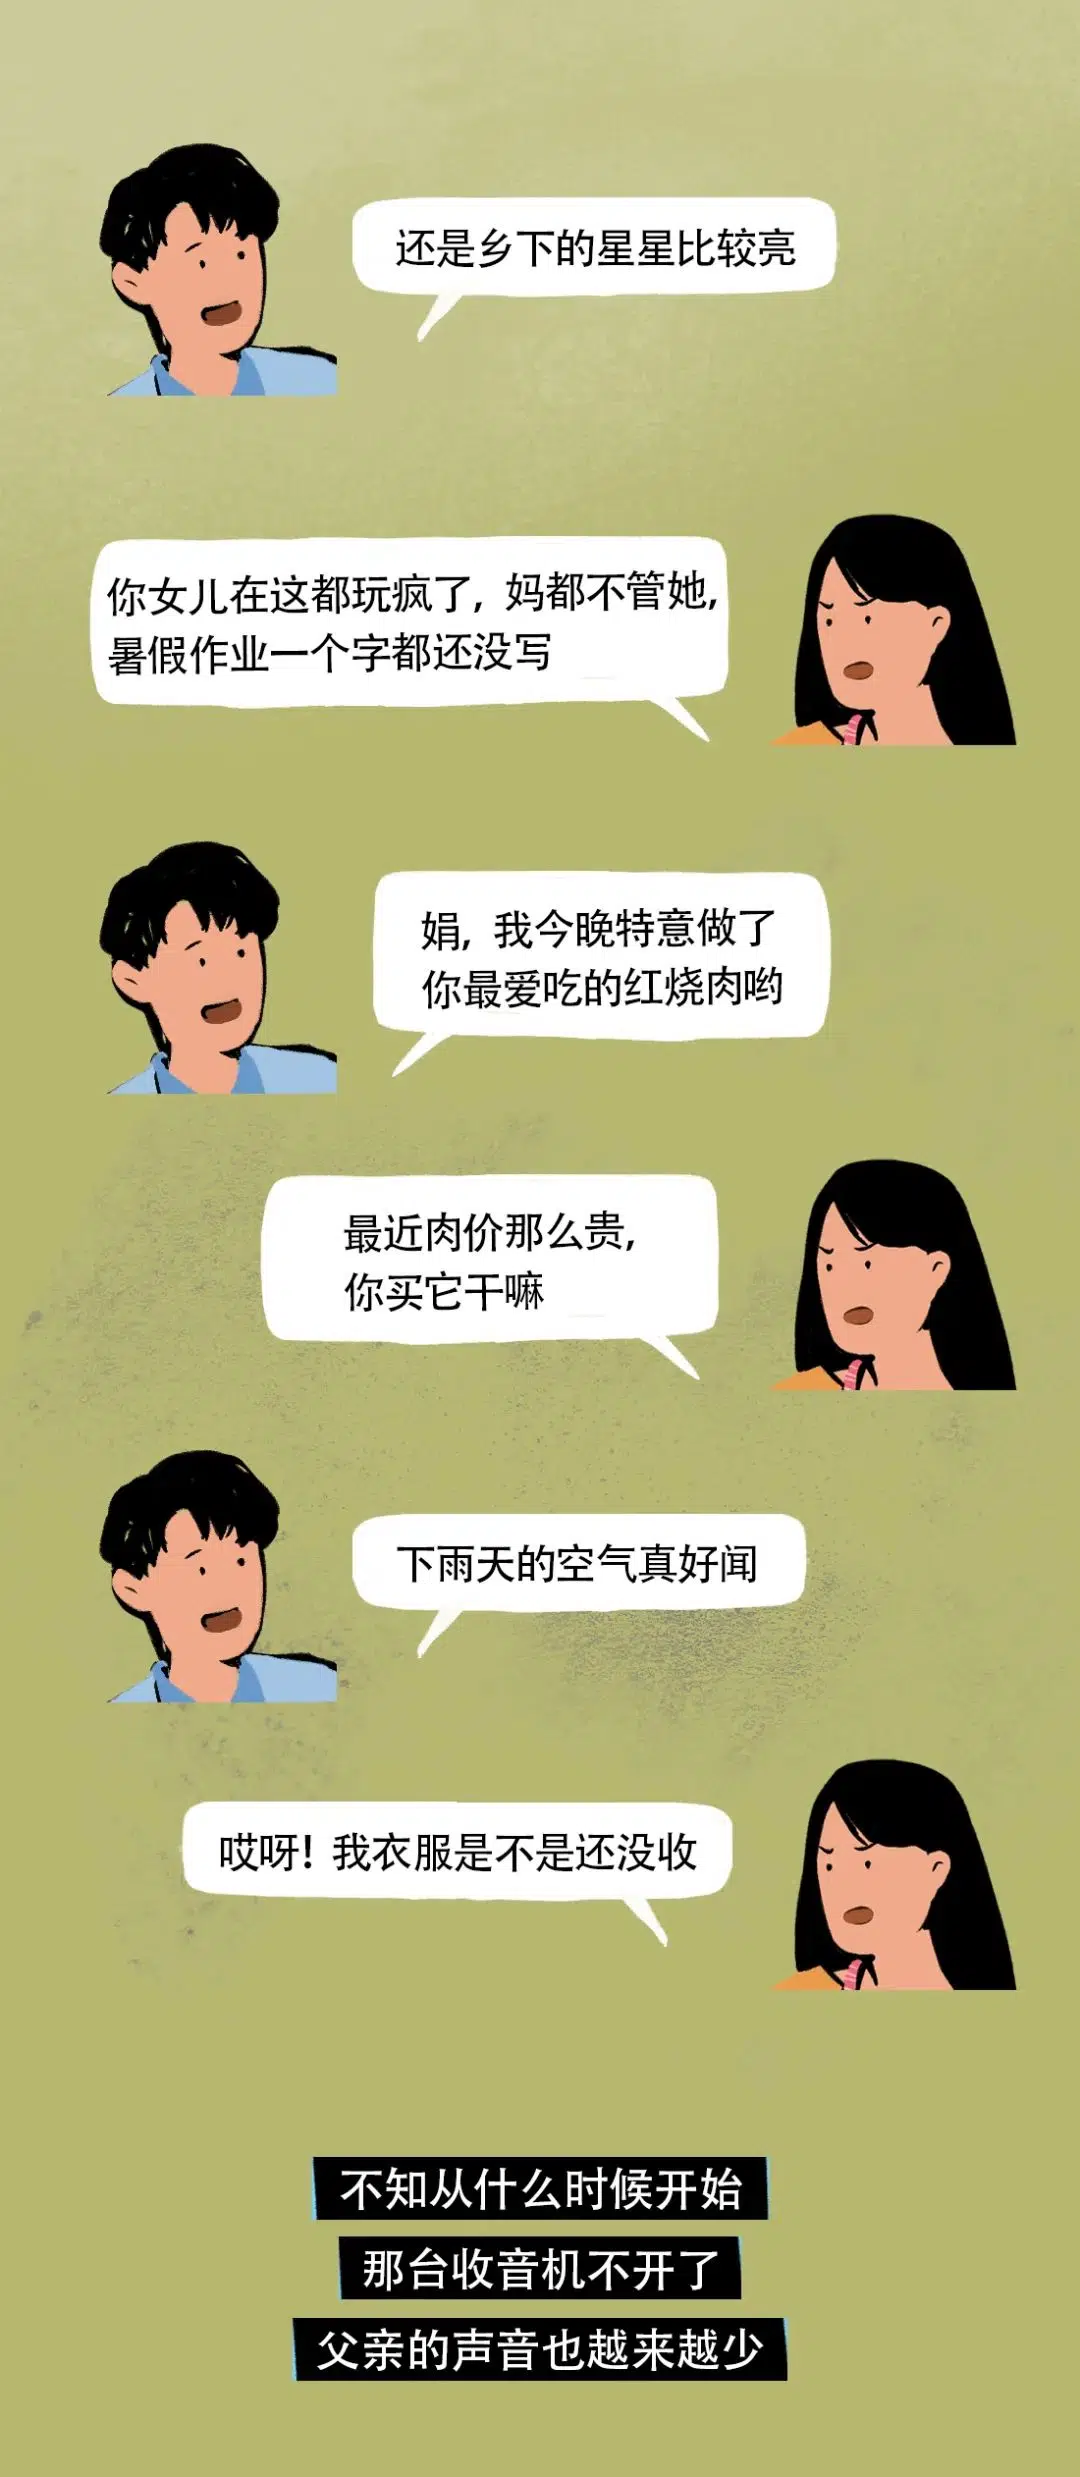 还是乡下的星星比较亮
你女儿在这都玩疯了, 妈都不管她,
暑假作业一个字都还没写
娟, 我今晚特意做了
你最爱吃的红烧肉哟
最近肉价那么贵,
你买它干嘛
下雨天的空气真好闻
哎呀! 我衣服是不是还没收
不知从什么时候开始
那台收音机不开了
父亲的声音也越来越少